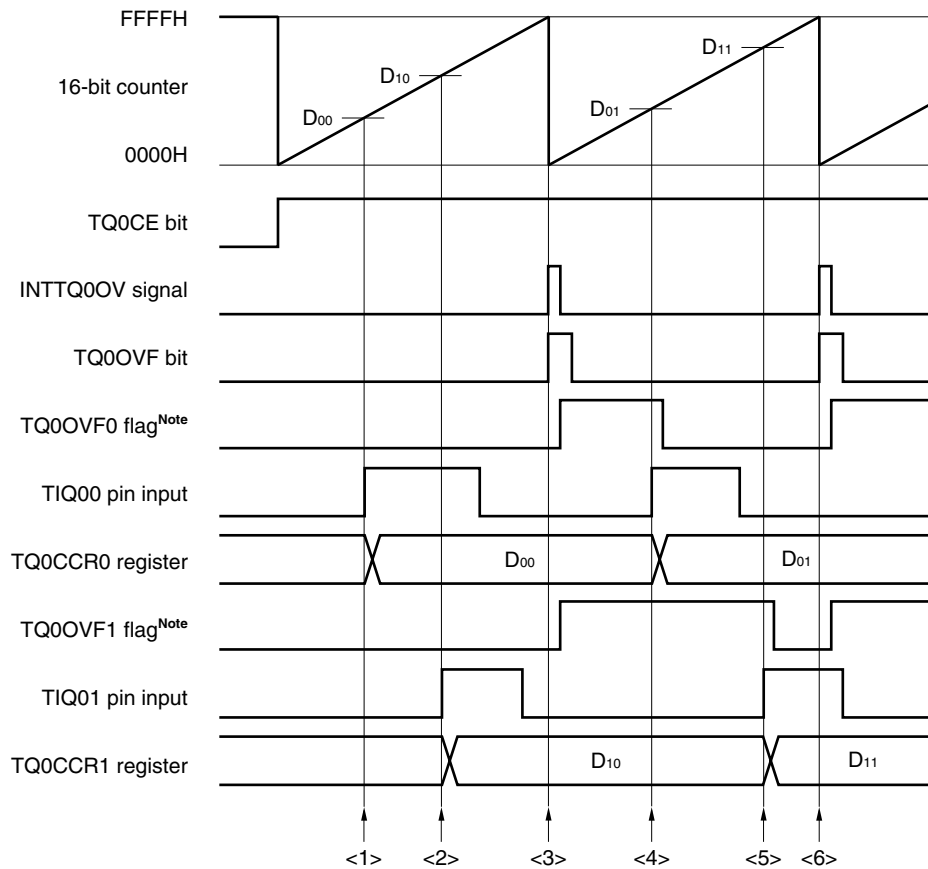 FFFFH
D11
D10
16-bit counter
D01
D00
0000H
TQ0CE bit
INTTQ0OV signal
TQ0OVF bit
TQ0OVF0 flagNote
TIQ00 pin input
TQ0CCR0 register
D00
D01
TQ0OVF1 flagNote
TIQ01 pin input
TQ0CCR1 register
D10
D11
<1>
<2>
<3>
<4>
<5>
<6>